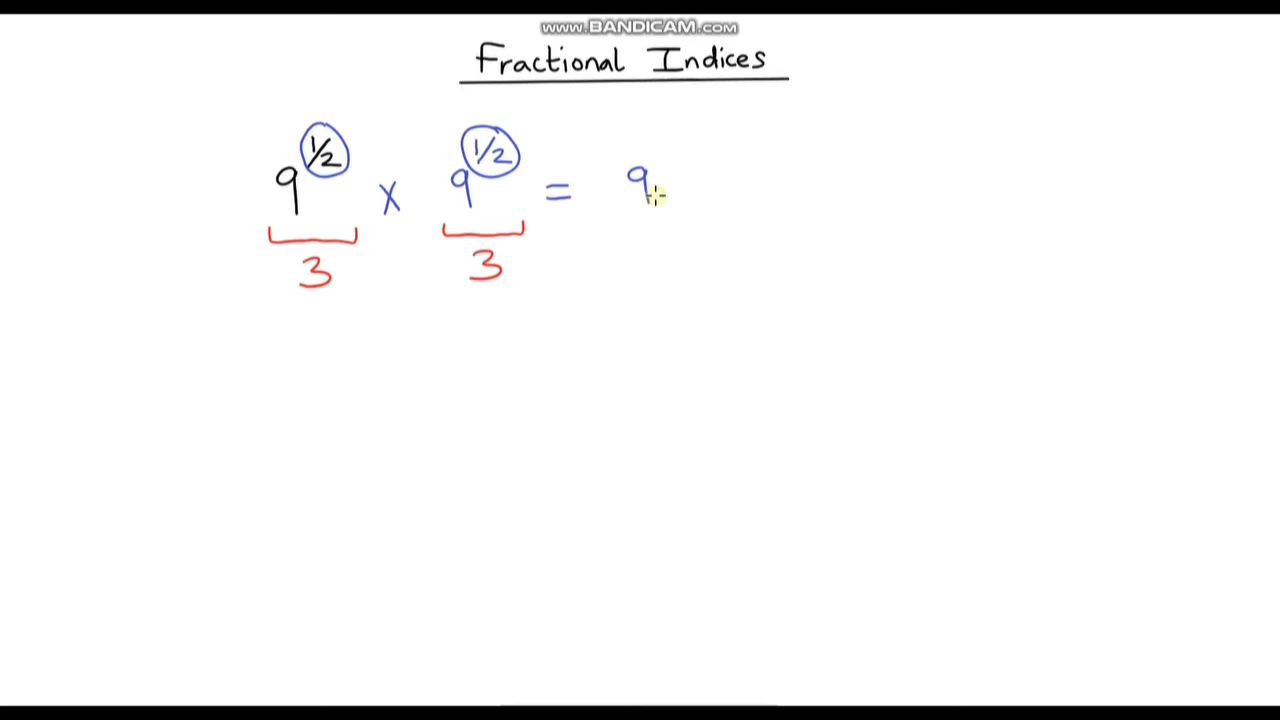 www.BANDICAM.com
Fractional Indices
9^(1/2) x 9^(1/2) = 9
3 3